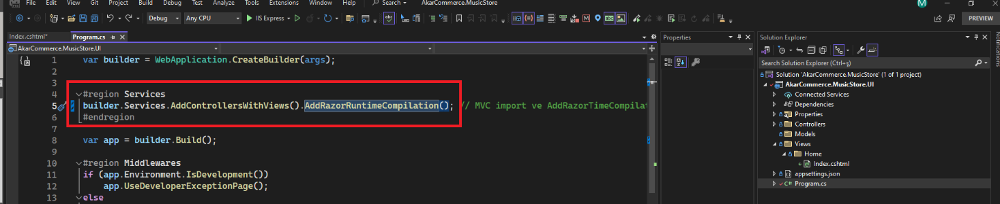 File Edit View Git Project Build Debug Test Analyze Tools Extensions Window Help Search AkarCommerce.MusicStore M
Debug Any CPU IIS Express PREVIEW
Index.cshtml* Program.cs
AkarCommerce.MusicStore.UI
1 var builder = WebApplication.CreateBuilder(args);
2
3
4 #region Services
5 builder.Services.AddControllersWithViews().AddRazorRuntimeCompilation(); // MVC import ve AddRazorTimeCompilat
6 #endregion
7
8 var app = builder.Build();
9
10 #region Middlewares
11 if (app.Environment.IsDevelopment())
12 app.UseDeveloperExceptionPage();
13 else
Properties
Solution Explorer
Search Solution Explorer (Ctrl+ş)
Solution 'AkarCommerce.MusicStore' (1 of 1 project)
AkarCommerce.MusicStore.UI
Connected Services
Dependencies
Properties
Controllers
Models
Views
Home
Index.cshtml
appsettings.json
C# Program.cs
Notifications